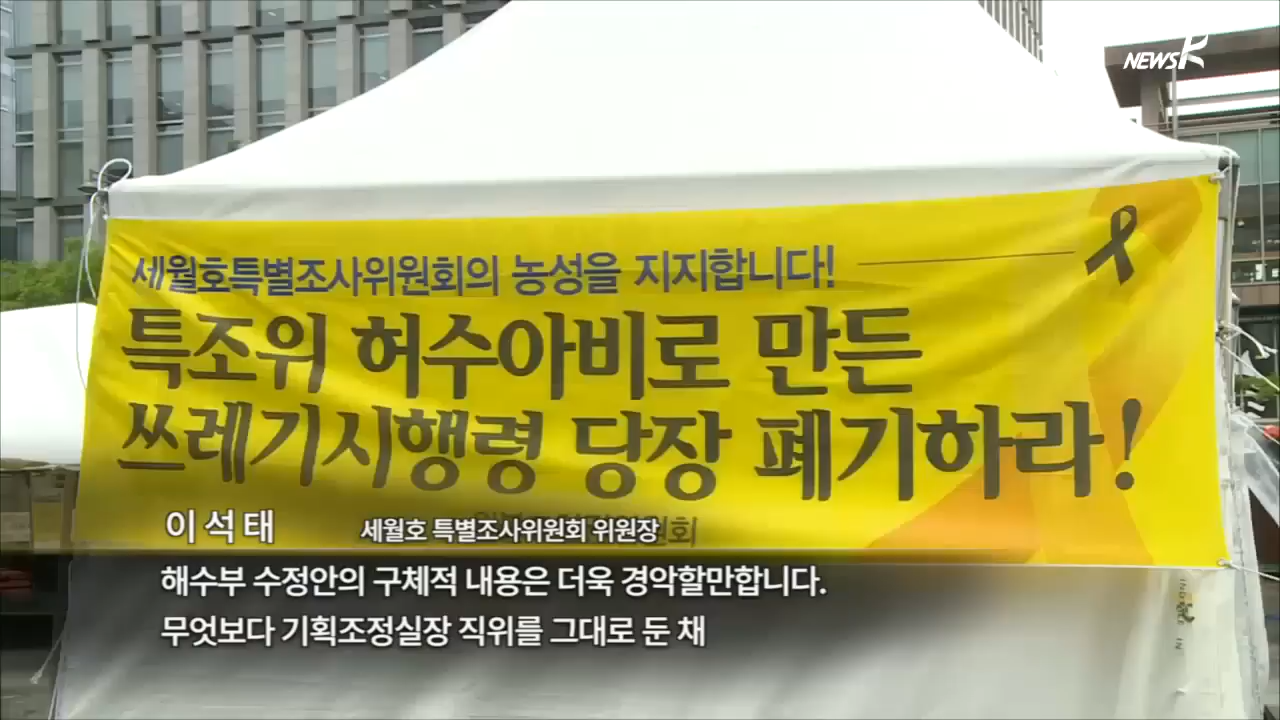 NEWS
세월호특별조사위원회의 농성을 지지합니다!
특조위 허수아비로 만든
쓰레기시행령 당장 폐기하라!
이석태 세월호 특별조사위원회 위원장
해수부 수정안의 구체적 내용은 더욱 경악할만합니다.
무엇보다 기획조정실장 직위를 그대로 둔 채